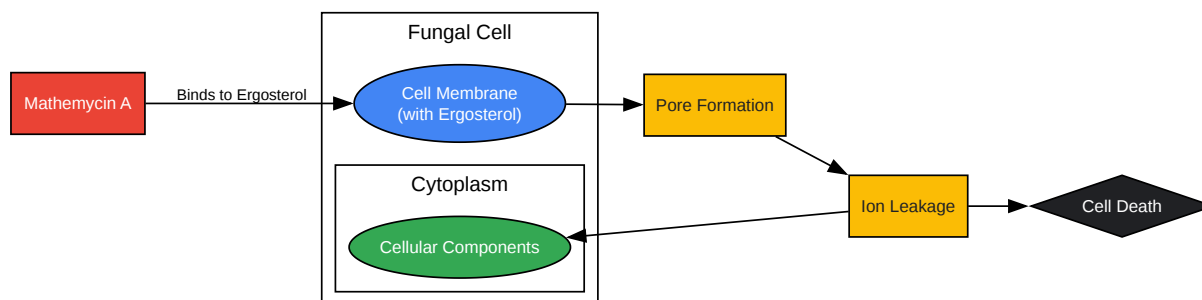 Fungal Cell
Mathemycin A
Binds to Ergosterol
Cell Membrane
(with Ergosterol)
Pore Formation
Cytoplasm
Ion Leakage
Cell Death
Cellular Components